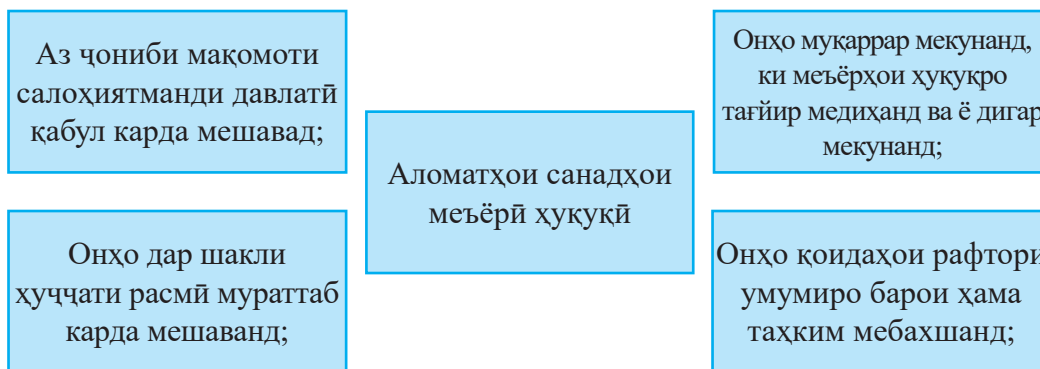 Аз ҷониби мақомоти
салоҳиятманди давлатӣ
қабул карда мешавад;
Онҳо муқаррар мекунанд,
ки меъёрҳои ҳуқуқро
тағйир медиҳанд ва ё дигар
мекунанд;
Аломатҳои санадҳои
меъёрӣ ҳуқуқӣ
Онҳо дар шакли
ҳуҷҷати расмӣ мураттаб
карда мешаванд;
Онҳо қоидаҳои рафтори
умумиро барои ҳама
таҳким мебахшанд;